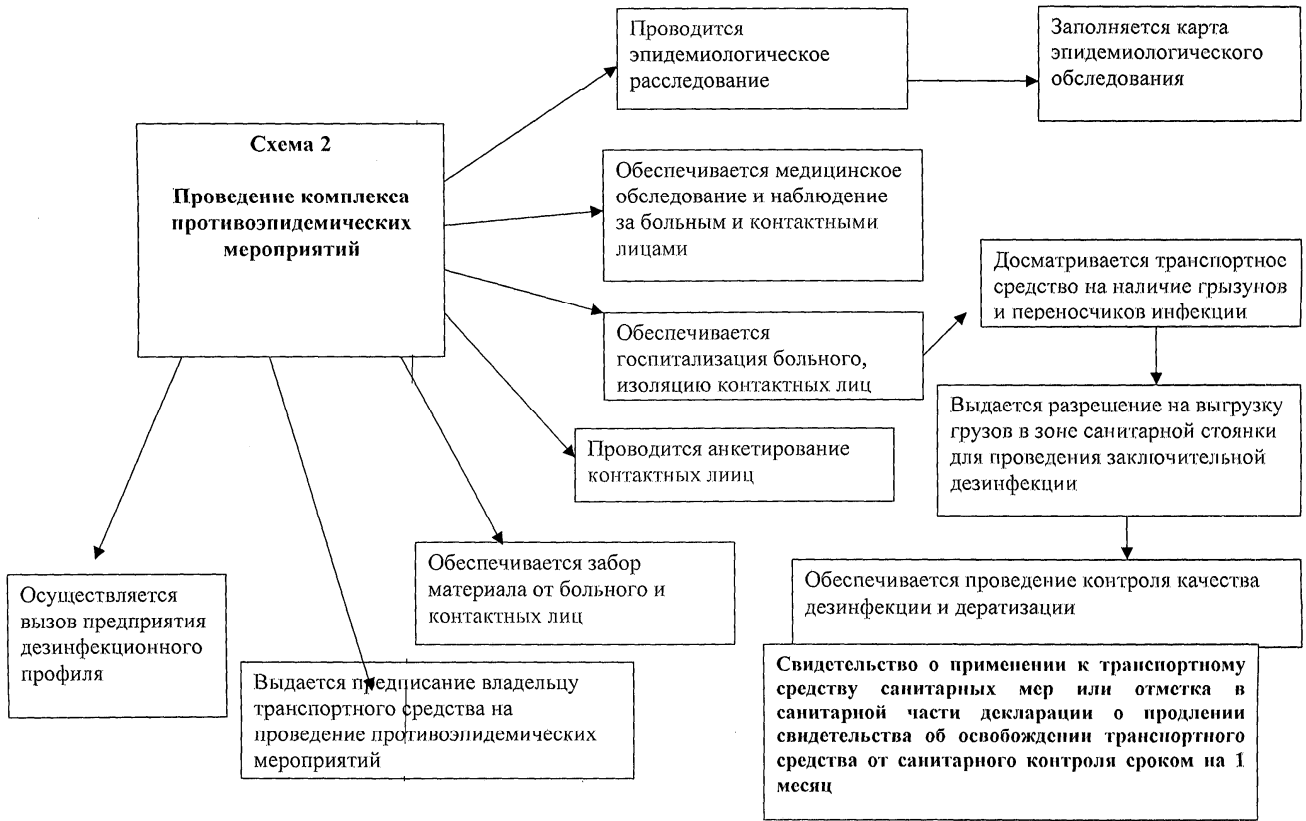 Проводится
эпидемиологическое
расследование
Заполняется карта
эпидемиологического
обследования
Схема 2
Проведение комплекса
противоэпидемических
мероприятий
Обеспечивается медицинское
обследование и наблюдение
за больным и контактными
лицами
Досматривается транспортное
средство на наличие грызунов
и переносчиков инфекции
Обеспечивается
госпитализация больного,
изоляцию контактных лиц
Выдается разрешение на выгрузку
грузов в зоне санитарной стоянки
для проведения заключительной
дезинфекции
Проводится анкетирование
контактных лииц
Обеспечивается забор
материала от больного и
контактных лиц
Обеспечивается проведение контроля качества
дезинфекции и дератизации
Осуществляется
вызов предприятия
дезинфекционного
профиля
Выдается предписание владельцу
транспортного средства на
проведение противоэпидемических
мероприятий
Свидетельство о применении к транспортному
средству санитарных мер или отметка в
санитарной части декларации о продлении
свидетельства об освобождении транспортного
средства от санитарного контроля сроком на 1
месяц